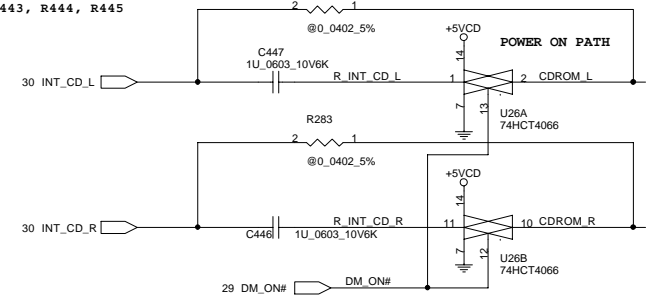 443, R444, R445
2 1
@0_0402_5%
+5VCD
POWER ON PATH
C447
1U_0603_10V6K
14
30 INT_CD_L
R_INT_CD_L
1
2
CDROM_L
7
13
U26A
74HCT4066
R283
2 1
@0_0402_5%
+5VCD
14
30 INT_CD_R
R_INT_CD_R
11
10
CDROM_R
C446
1U_0603_10V6K
7
12
U26B
74HCT4066
29 DM_ON#
DM_ON#